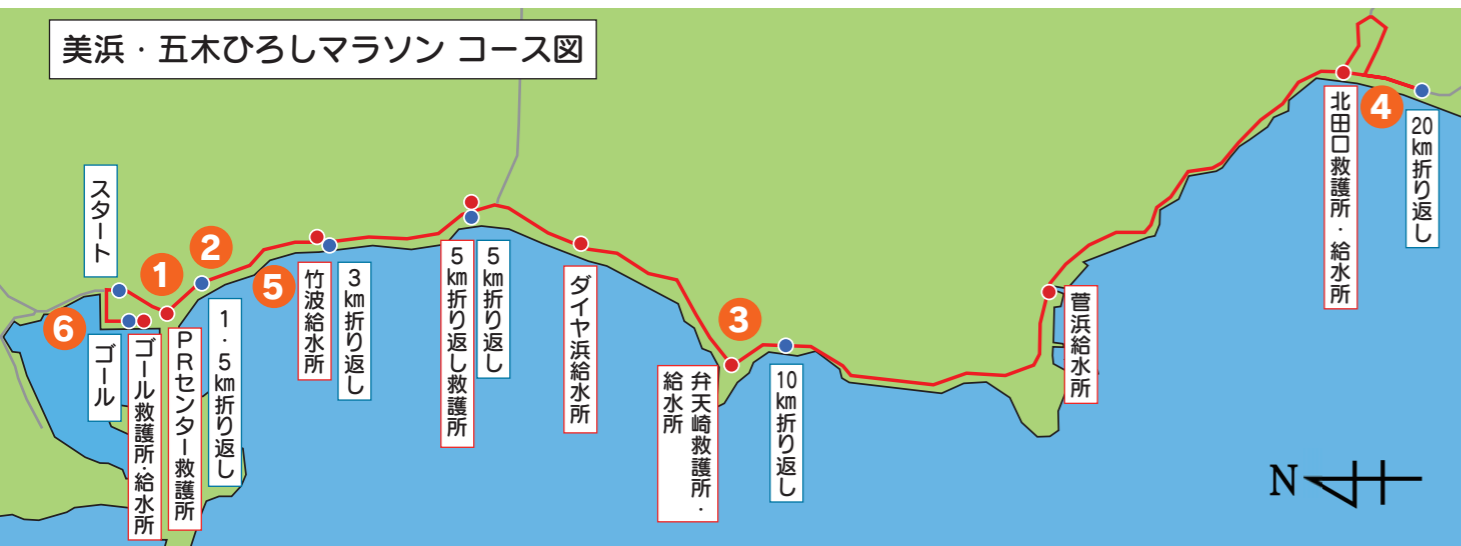 美浜・五木ひろしマラソン コース図
スタート
1
2
6
ゴール
ゴール救護所・給水所
PRセンター救護所
1・5km折り返し
5
竹波給水所
3km折り返し
5km折り返し救護所
5km折り返し
ダイヤ浜給水所
3
弁天崎救護所・
給水所
10km折り返し
菅浜給水所
北田口救護所・給水所
4
20km折り返し
N